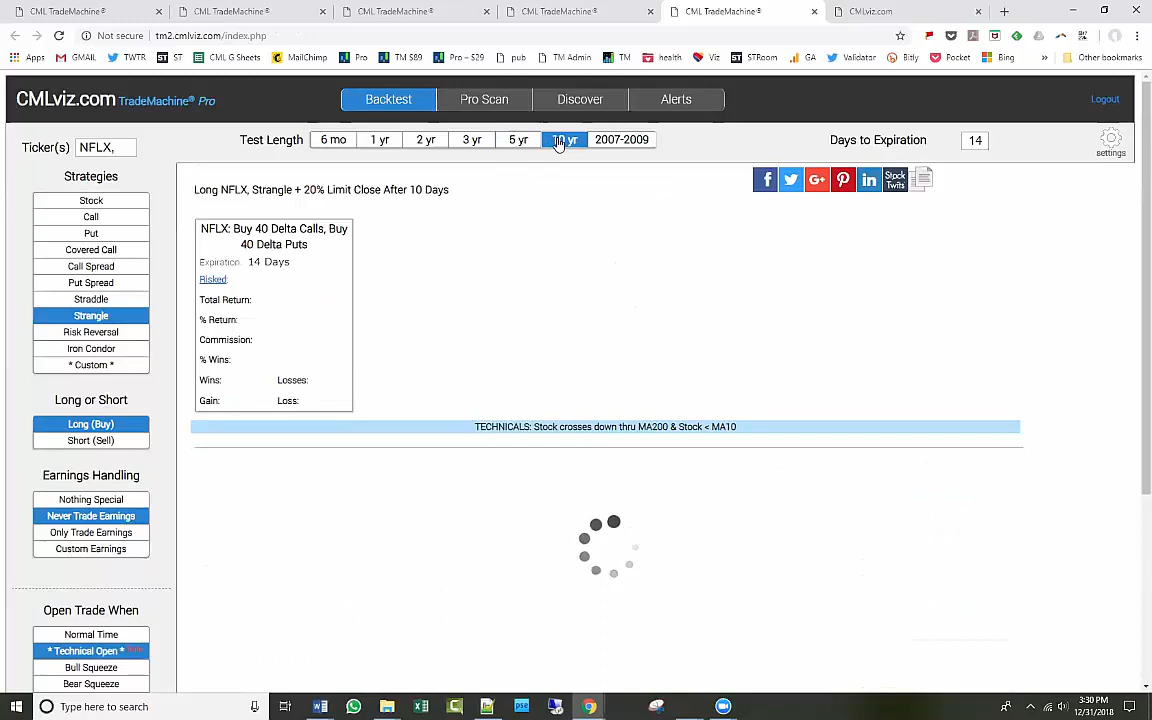 CML TradeMachine®
CML TradeMachine®
CML TradeMachine®
CML TradeMachine®
CML TradeMachine®
CMLviz.com
Not secure
tm2.cmlviz.com/index.php
Apps
GMAIL
TWTR
ST
CML G Sheets
MailChimp
Pro
TM $89
Pro – $29
pub
TM Admin
TM
health
Viz
STRoom
GA
Validator
Bitly
Pocket
Bing
»
Other bookmarks
CMLviz.com TradeMachine® Pro
Backtest
Pro Scan
Discover
Alerts
Logout
Ticker(s)
NFLX,
Test Length
6 mo
1 yr
2 yr
3 yr
5 yr
yr
2007-2009
Days to Expiration
14
settings
Strategies
Stock
Call
Put
Covered Call
Call Spread
Put Spread
Straddle
Strangle
Risk Reversal
Iron Condor
* Custom *
Long or Short
Long (Buy)
Short (Sell)
Earnings Handling
Nothing Special
Never Trade Earnings
Only Trade Earnings
Custom Earnings
Open Trade When
Normal Time
* Technical Open *
Bull Squeeze
Bear Squeeze
Long NFLX, Strangle + 20% Limit Close After 10 Days
Stock
Twits
NFLX: Buy 40 Delta Calls, Buy
40 Delta Puts
Expiration: 14 Days
Risked:
Total Return:
% Return:
Commission:
% Wins:
Wins: Losses:
Gain: Loss:
TECHNICALS: Stock crosses down thru MA200 & Stock < MA10
Type here to search
pse
3:30 PM
12/31/2018